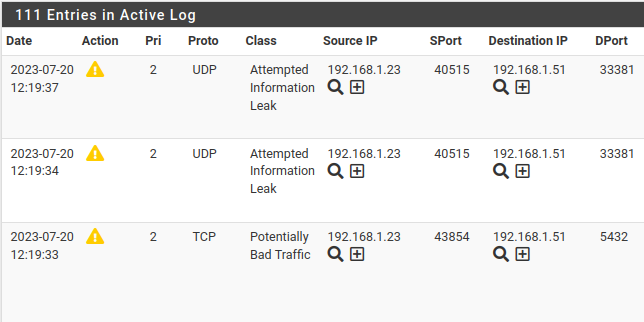 111 Entries in Active Log
Date Action Pri Proto Class Source IP SPort Destination IP DPort
2023-07-20 2 UDP Attempted 192.168.1.23 40515 192.168.1.51 33381
12:19:37 Information
Leak
2023-07-20 2 UDP Attempted 192.168.1.23 40515 192.168.1.51 33381
12:19:34 Information
Leak
2023-07-20 2 TCP Potentially 192.168.1.23 43854 192.168.1.51 5432
12:19:33 Bad Traffic